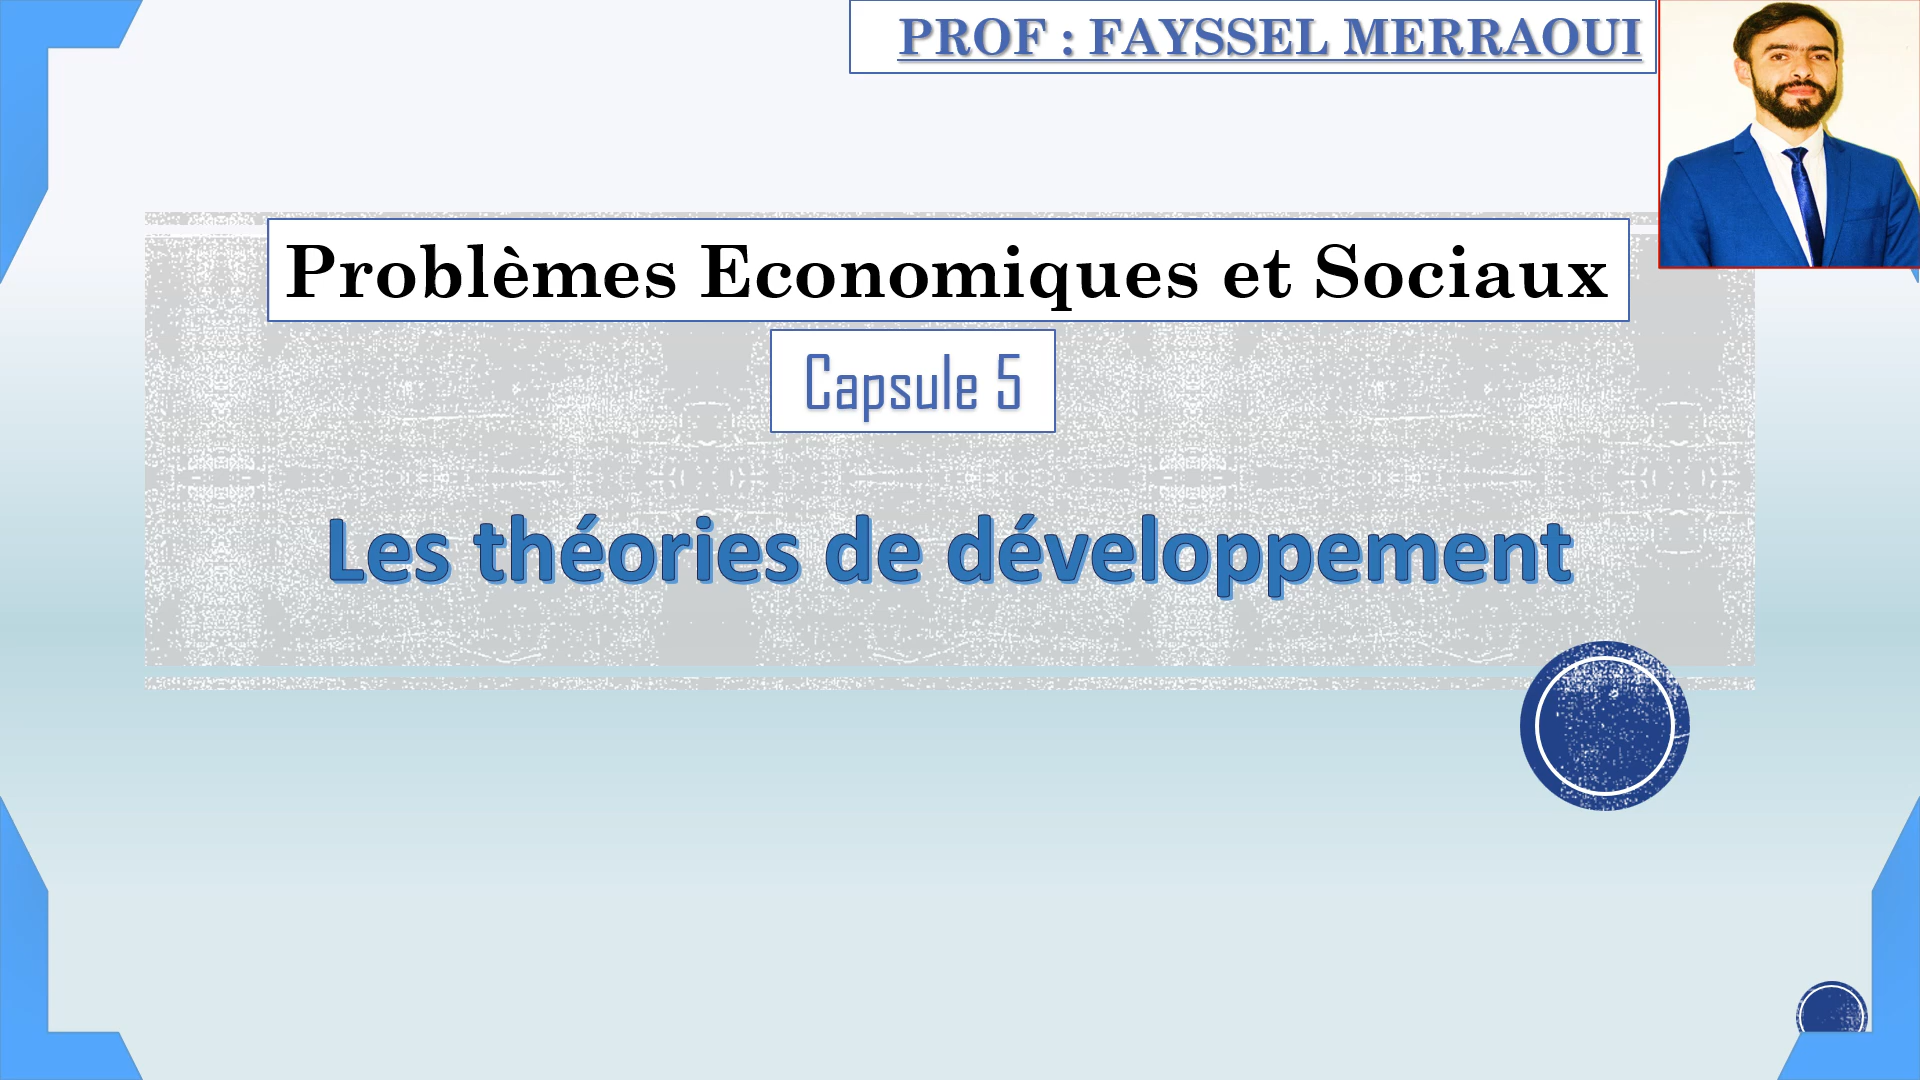 PROF : FAYSSEL MERRAOUI
Problèmes Economiques et Sociaux
Capsule 5
Les théories de développement